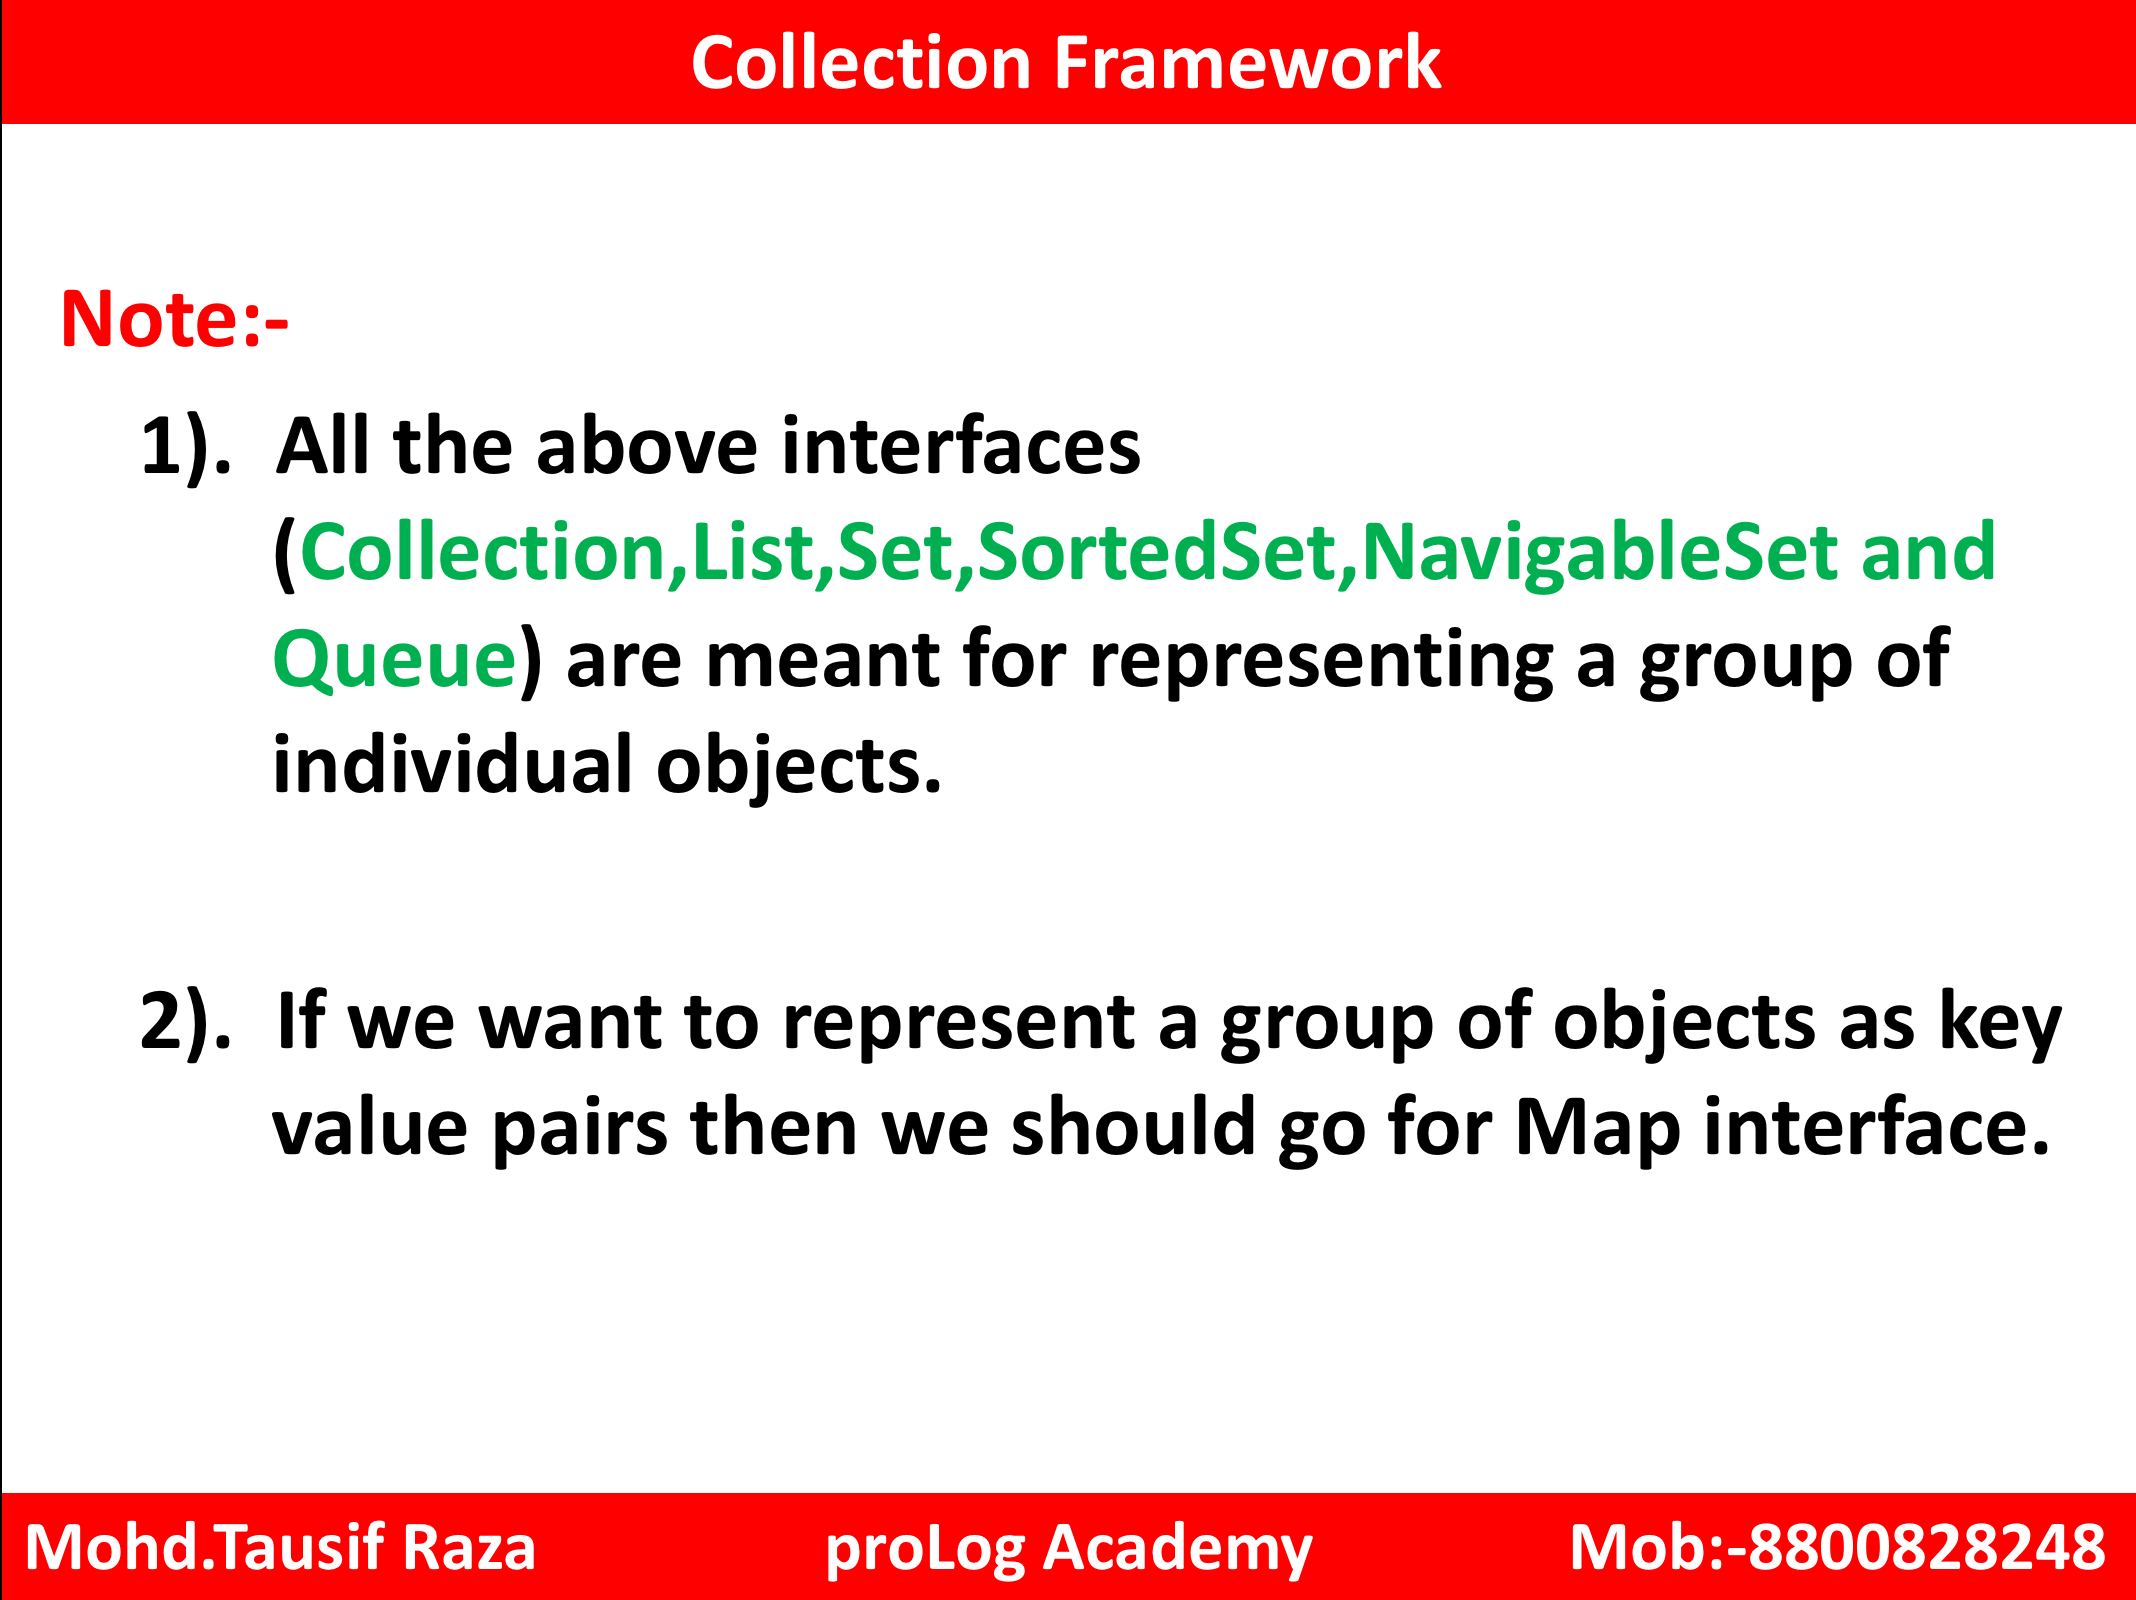 Collection Framework
Note:-
1). All the above interfaces
(Collection,List,Set,SortedSet,NavigableSet and
Queue) are meant for representing a group of
individual objects.
2). If we want to represent a group of objects as key
value pairs then we should go for Map interface.
Mohd.Tausif Raza proLog Academy Mob:-8800828248